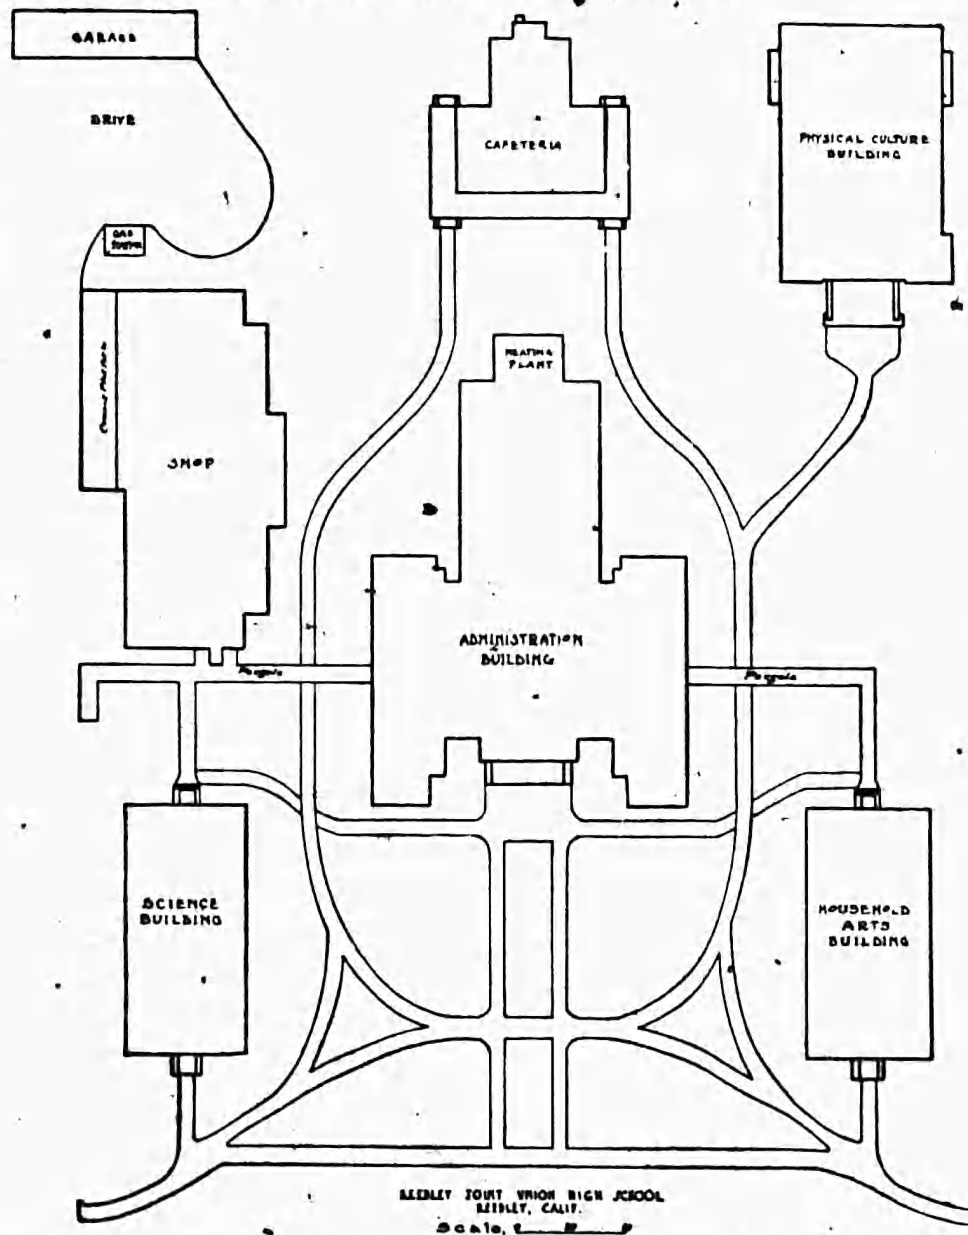 GARAGE
DRIVE
GAS
CAFETERIA
PHYSICAL CULTURE
BUILDING
HEATING
PLANT
SHOP
ADMINISTRATION
BUILDING
Pergola
Pergola
SCIENCE
BUILDING
HOUSEHOLD
ARTS
BUILDING
REEDLEY JOINT UNION HIGH SCHOOL
REEDLEY, CALIF.
Scale,